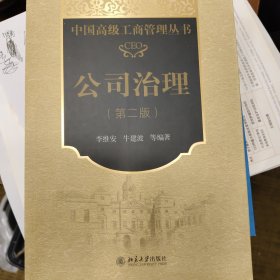 中国高级工商管理丛书
CEO
公司治理
（第二版）
李维安 牛建波 等编著
北京大学出版社